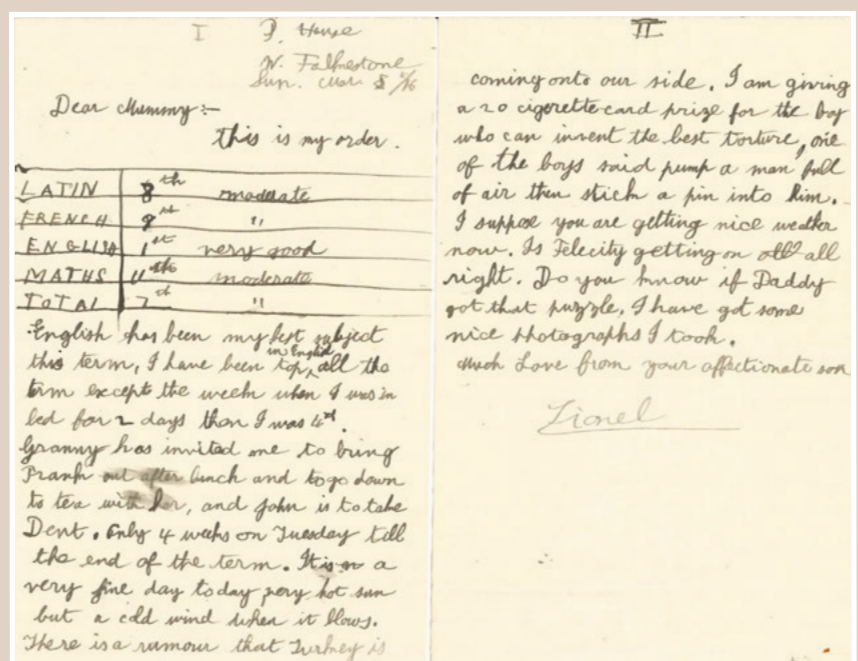 I P. House
W. Folkestone
Sun. Mar 5
Dear Mummy:-
this is my order.
LATIN 8th moderate
FRENCH 9st "
ENGLISH 1st very good
MATHS 11th moderate
TOTAL 7th "
English has been my best subject
this term, I have been top, in English all the
term except the week when I was in
bed for 2 days then I was 4rd.
Granny has invited me to bring
Frank out after lunch and to go down
to tea with her, and John is to take
Dent. Only 4 weeks on Tuesday till
the end of the term. It is a
very fine day today very hot sun
but a cold wind when it blows.
There is a rumour that Turkey is
II
coming onto our side. I am giving
a 20 cigerette card prize for the boy
who can invent the best torture, one
of the boys said pump a man full
of air then stick a pin into him.
I suppose you are getting nice weather
now. Is Felecity getting on all
right. Do you know if Daddy
got that puzzle. I have got some
nice photographs I took.
Much Love from your affectionate son
Lionel